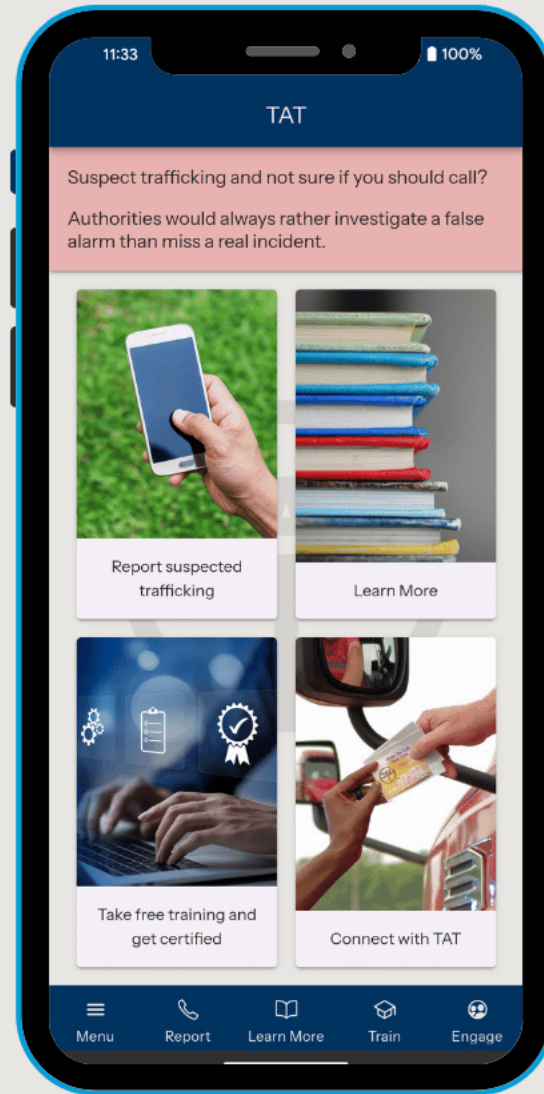 11:33
100%
TAT
Suspect trafficking and not sure if you should call?
Authorities would always rather investigate a false
alarm than miss a real incident.
Report suspected
trafficking
Learn More
Take free training and
get certified
Connect with TAT
Menu
Report
Learn More
Train
Engage